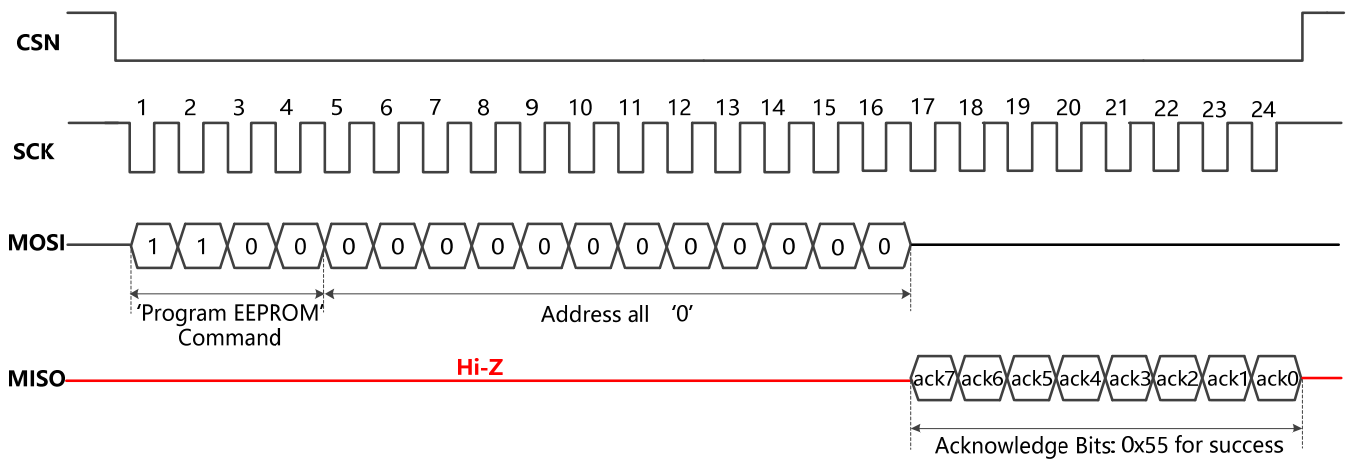 CSN
1 2 3 4 5 6 7 8 9 10 11 12 13 14 15 16 17 18 19 20 21 22 23 24
SCK
MOSI 1 1 0 0 0 0 0 0 0 0 0 0 0 0 0 0
‘Program EEPROM’
Command
Address all ‘0’
Hi-Z
MISO ack7 ack6 ack5 ack4 ack3 ack2 ack1 ack0
Acknowledge Bits: 0x55 for success